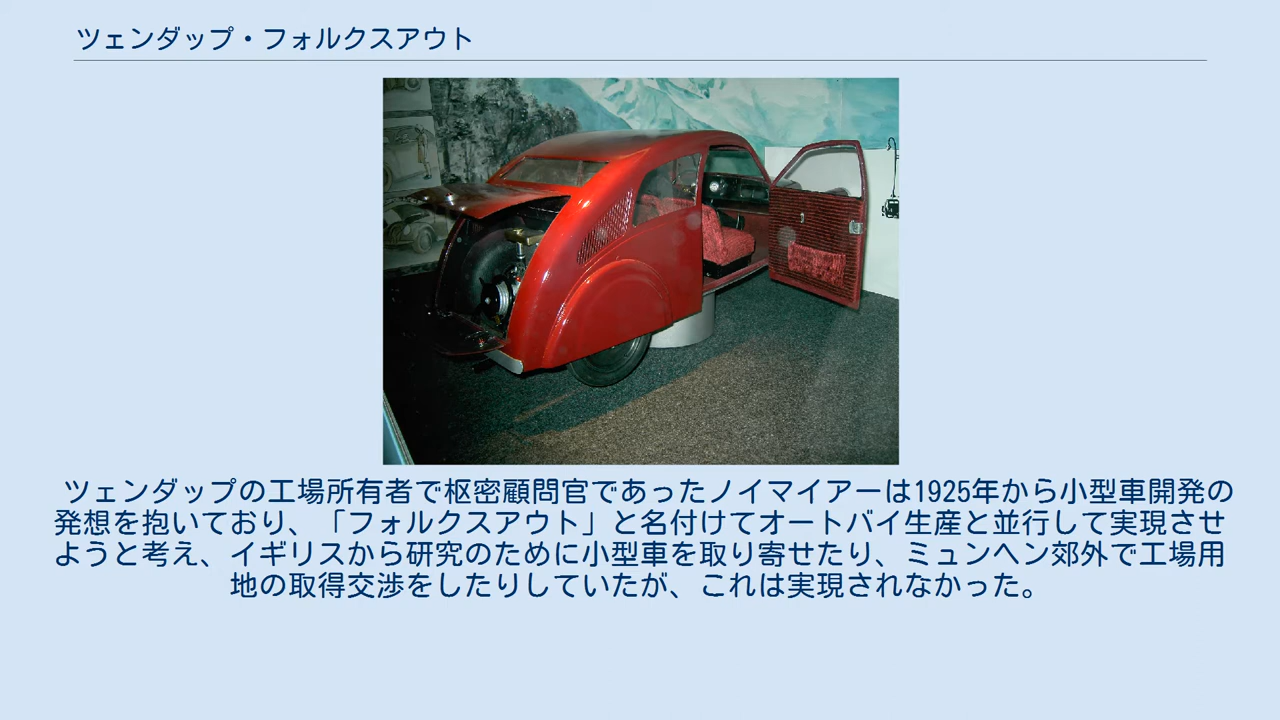 ツェンダップ・フォルクスアウト
ツェンダップの工場所有者で枢密顧問官であったノイマイアーは1925年から小型車開発の
発想を抱いており、「フォルクスアウト」と名付けてオートバイ生産と並行して実現させ
ようと考え、イギリスから研究のために小型車を取り寄せたり、ミュンヘン郊外で工場用
地の取得交渉をしたりしていたが、これは実現されなかった。